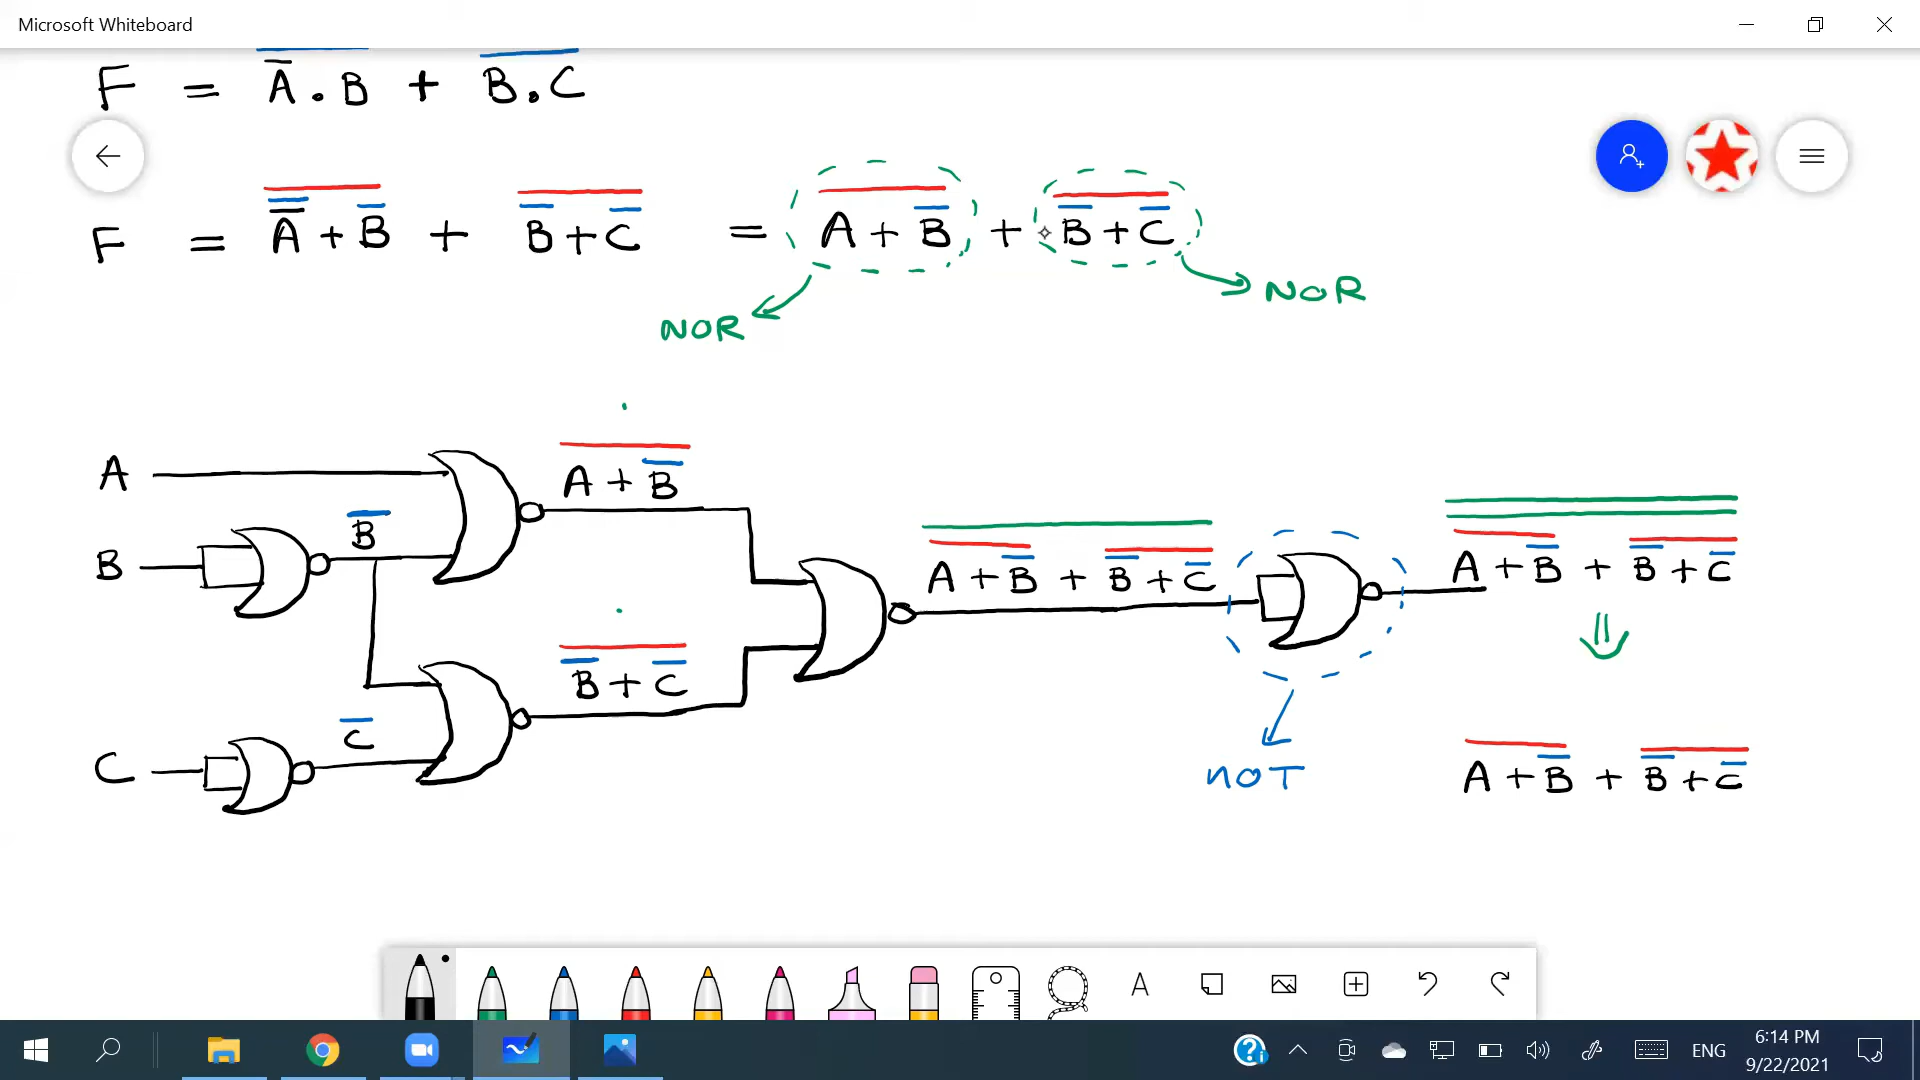 Microsoft Whiteboard
F = A̅.B + B.C
F = A̿+B̅ + B̅+C̅ = A+B̅ + B̅+C̅
NOR
NOR
A
A+B̅
B̅
B
A+B̅ + B̅+C̅
A+B̅ + B̅+C̅
B̅+C̅
C̅
C
NOT
A+B̅ + B̅+C̅
A
ENG
6:14 PM
9/22/2021